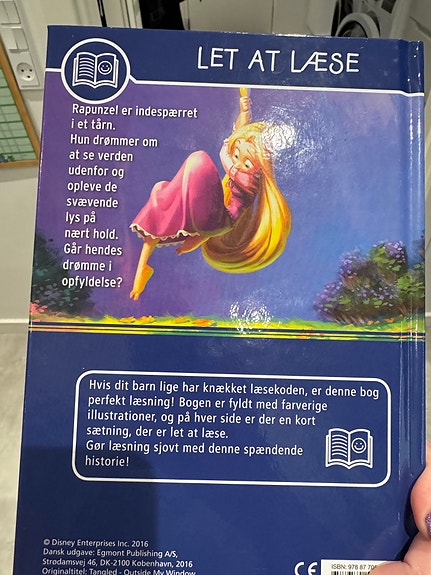 LET AT LÆSE
Rapunzel er indespærret
i et tårn.
Hun drømmer om
at se verden
udenfor og
opleve de
svævende
lys på
nært hold.
Går hendes
drømme i
opfyldelse?
Hvis dit barn lige har knækket læsekoden, er denne bog
perfekt læsning! Bogen er fyldt med farverige
illustrationer, og på hver side er der en kort
sætning, der er let at læse.
Gør læsning sjovt med denne spændende
historie!
© Disney Enterprises Inc. 2016
Dansk udgave: Egmont Publishing A/S,
Strødamsvej 46, DK-2100 København, 2016
Originaltitel: Tangled - Outside My Window
CE
ISBN: 978 87